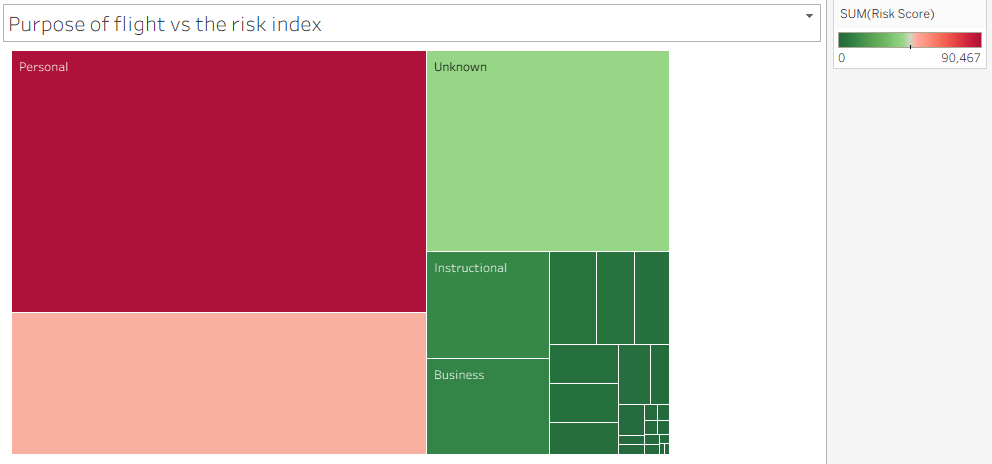 Purpose of flight vs the risk index
SUM(Risk Score)
0 90,467
Personal
Unknown
Instructional
Business